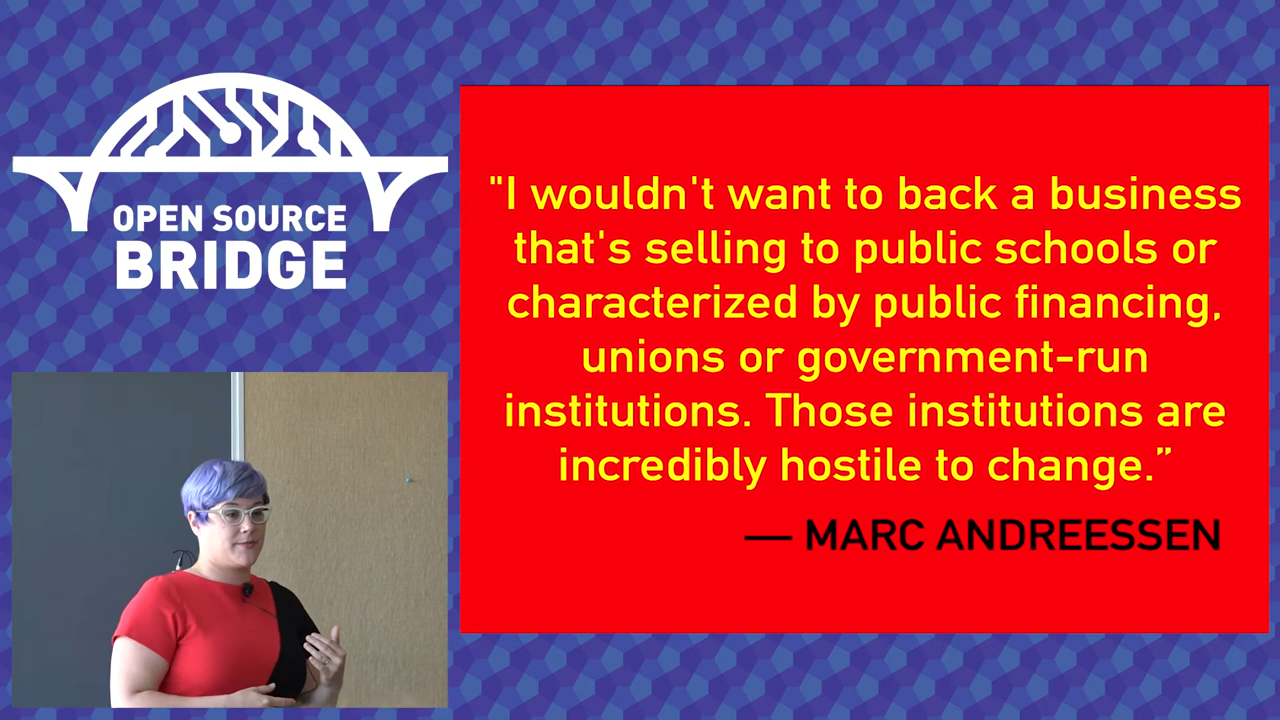 OPEN SOURCE
BRIDGE
"I wouldn't want to back a business
that's selling to public schools or
characterized by public financing,
unions or government-run
institutions. Those institutions are
incredibly hostile to change.”
— MARC ANDREESSEN